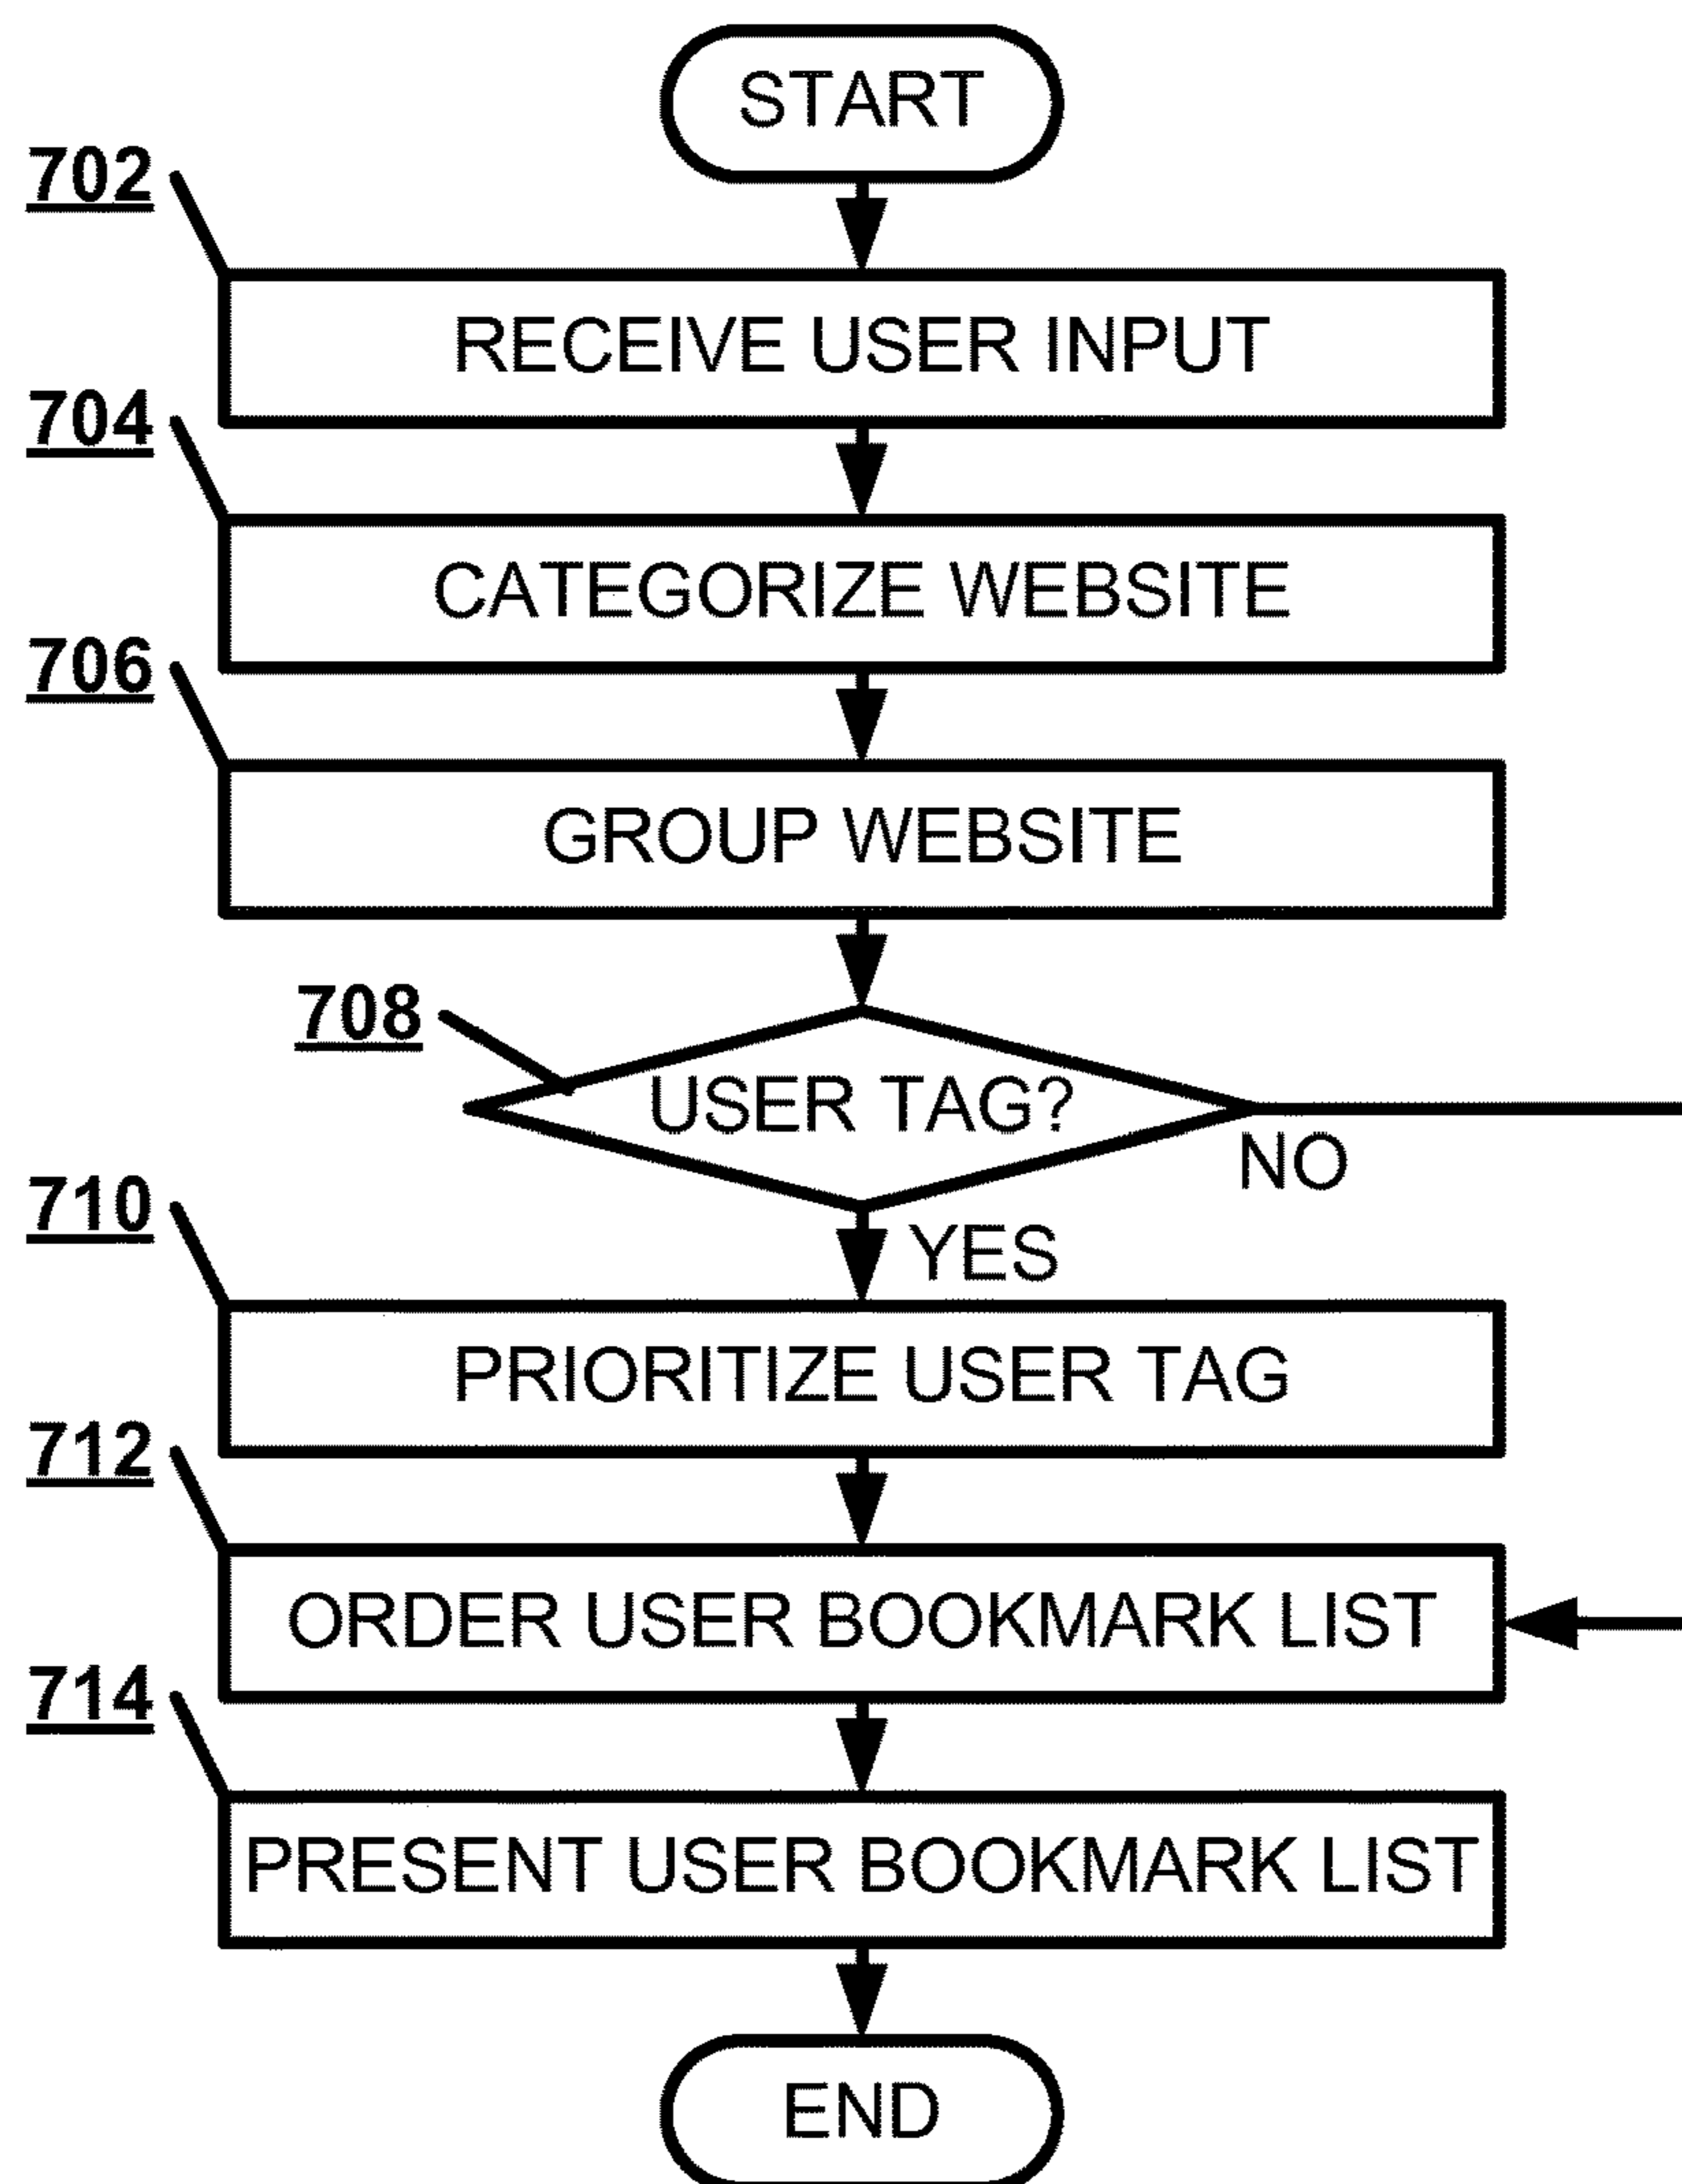 START
702
RECEIVE USER INPUT
704
CATEGORIZE WEBSITE
706
GROUP WEBSITE
708
USER TAG?
NO
YES
710
PRIORITIZE USER TAG
712
ORDER USER BOOKMARK LIST
714
PRESENT USER BOOKMARK LIST
END